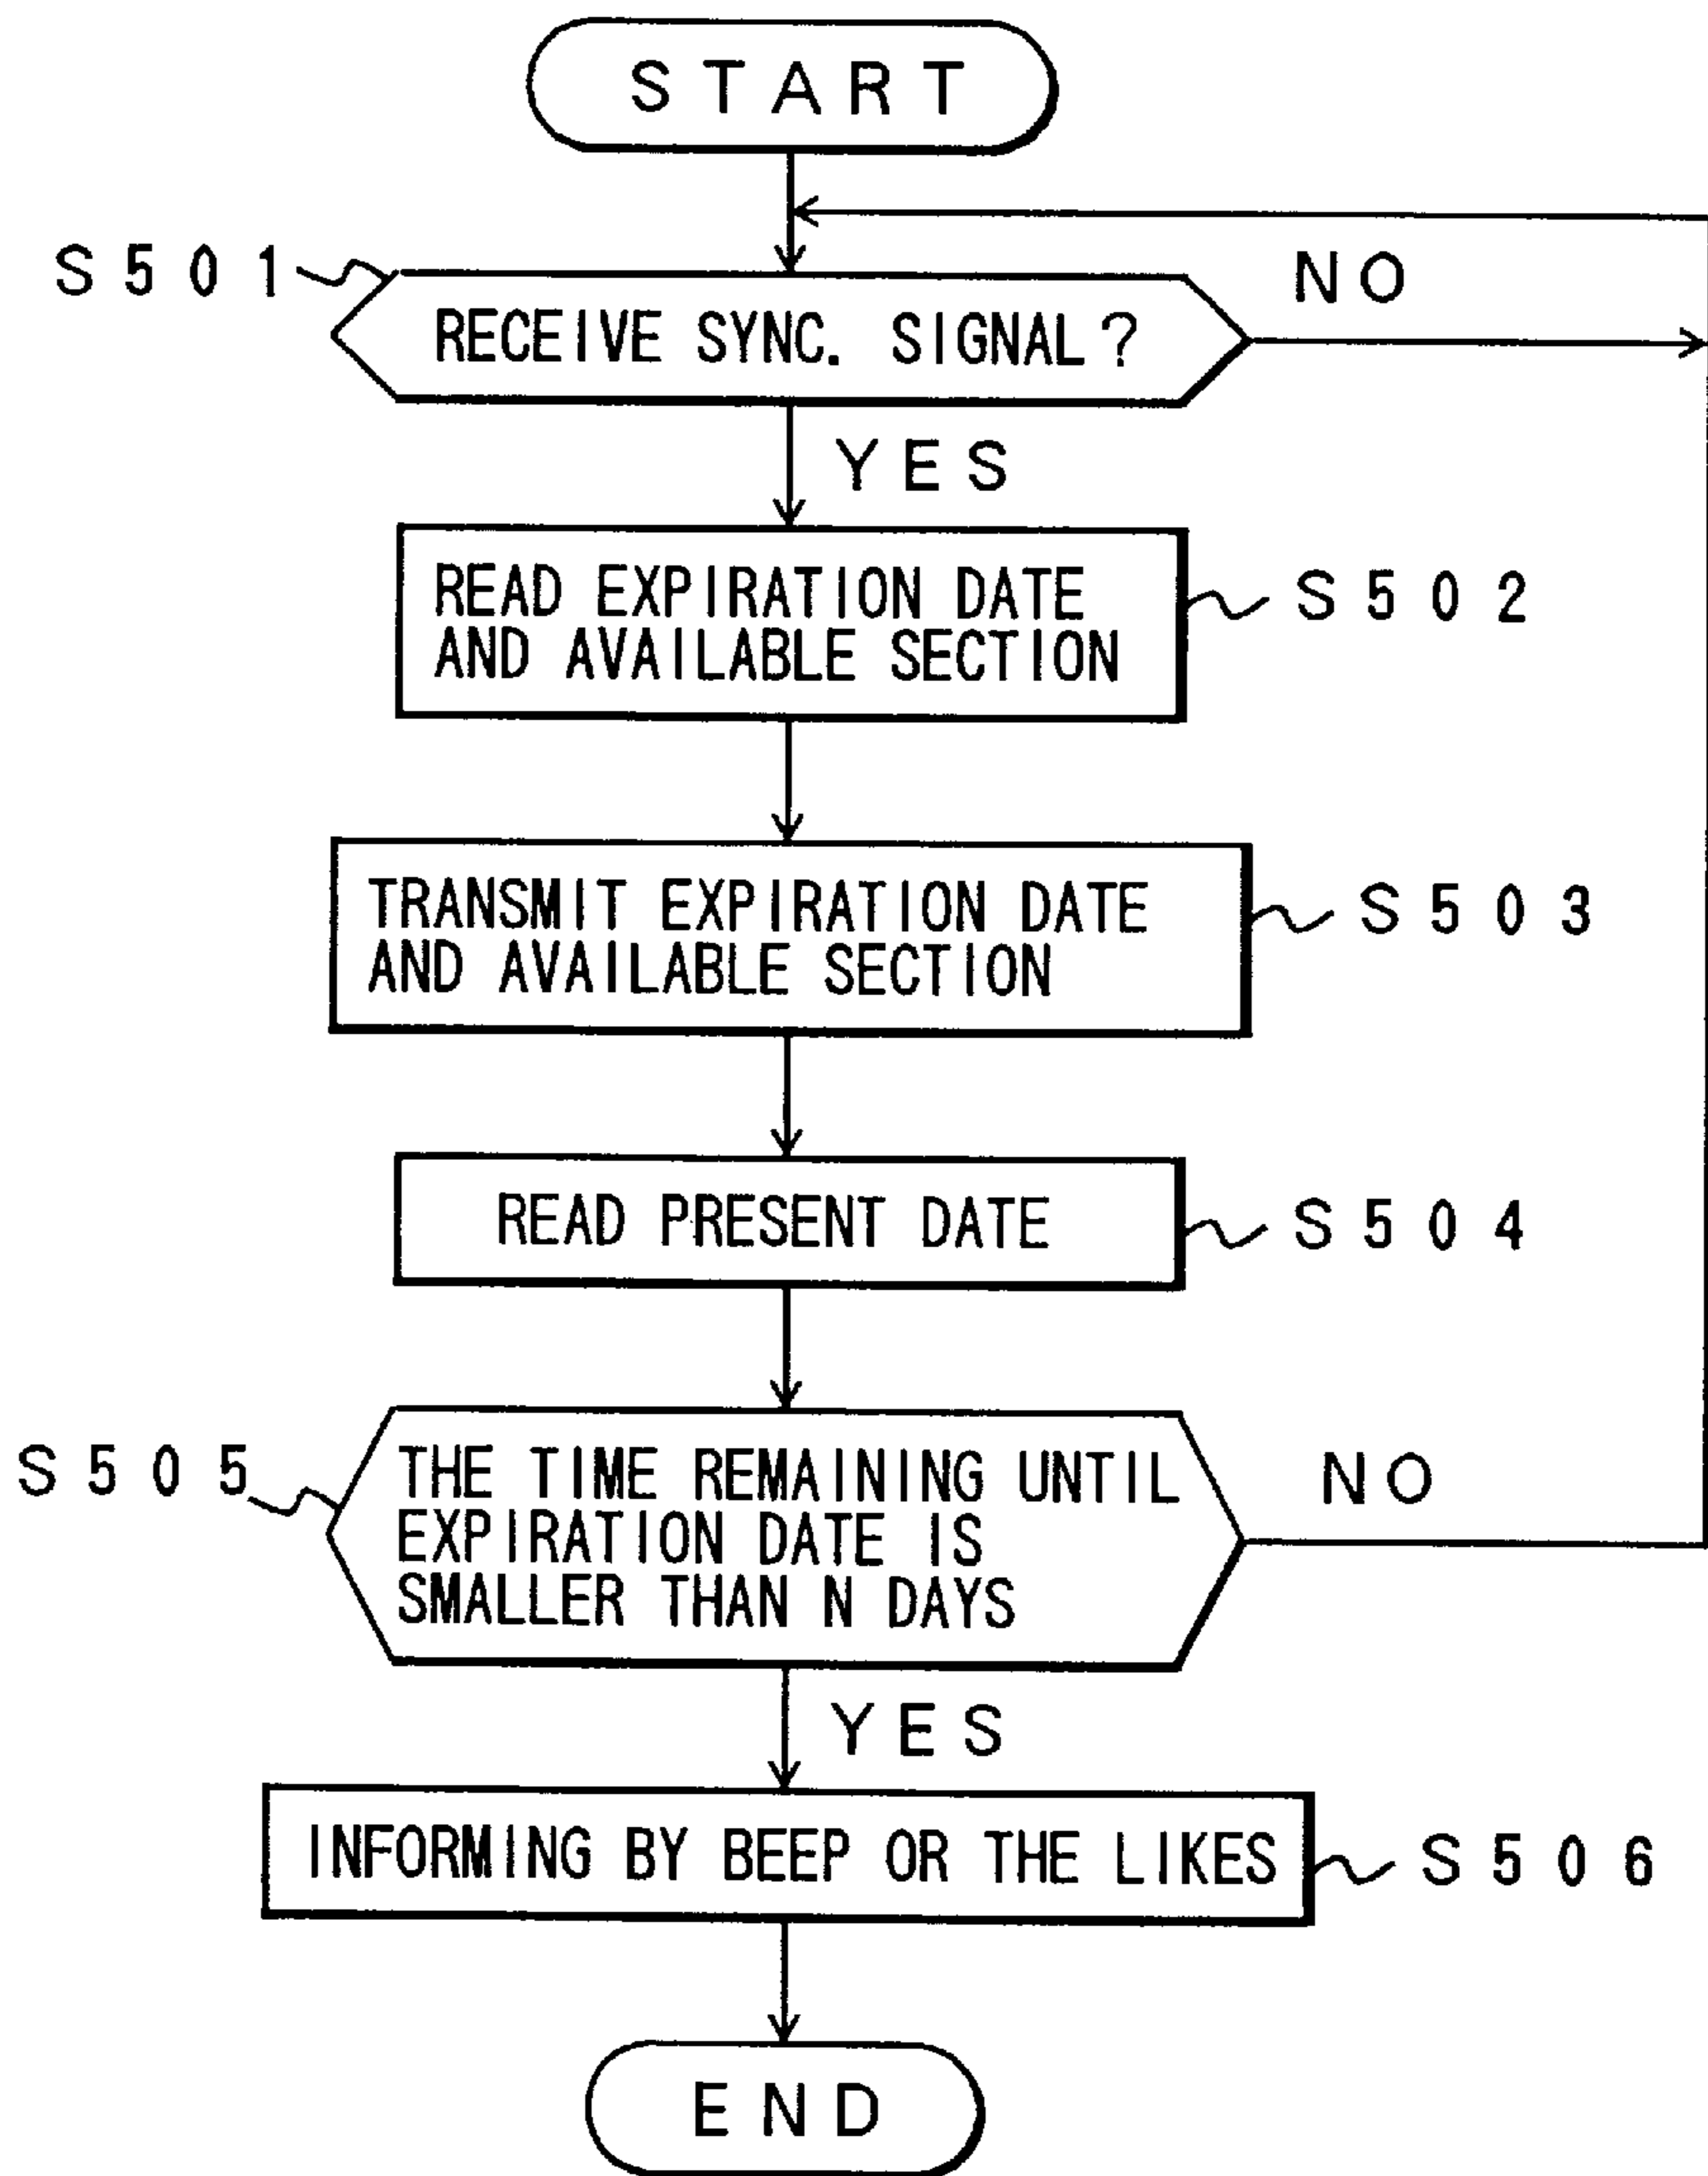 START
S501
NO
RECEIVE SYNC. SIGNAL?
YES
READ EXPIRATION DATE
AND AVAILABLE SECTION
S502
TRANSMIT EXPIRATION DATE
AND AVAILABLE SECTION
S503
READ PRESENT DATE
S504
S505
THE TIME REMAINING UNTIL
EXPIRATION DATE IS
SMALLER THAN N DAYS
NO
YES
INFORMING BY BEEP OR THE LIKES
S506
END